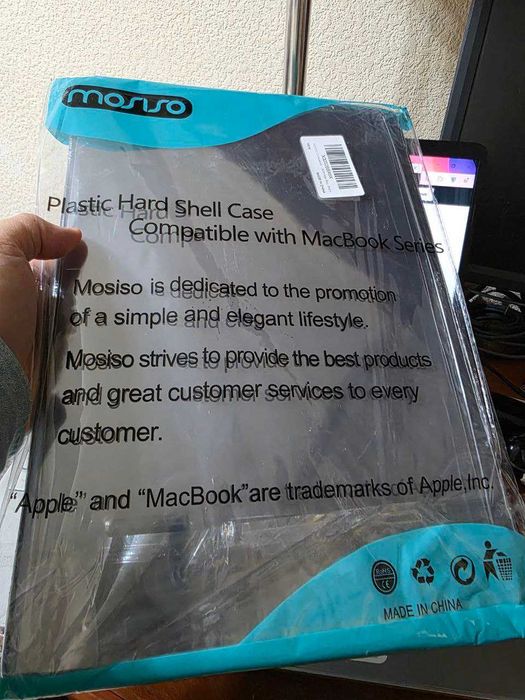 mosiso
Plastic Hard Shell Case
Compatible with MacBook Series
Mosiso is dedicated to the promotion
of a simple and elegant lifestyle.
Mosiso strives to provide the best products
and great customer services to every
customer.
“Apple” and “MacBook”are trademarks of Apple,Inc.
RoHS
CE
MADE IN CHINA